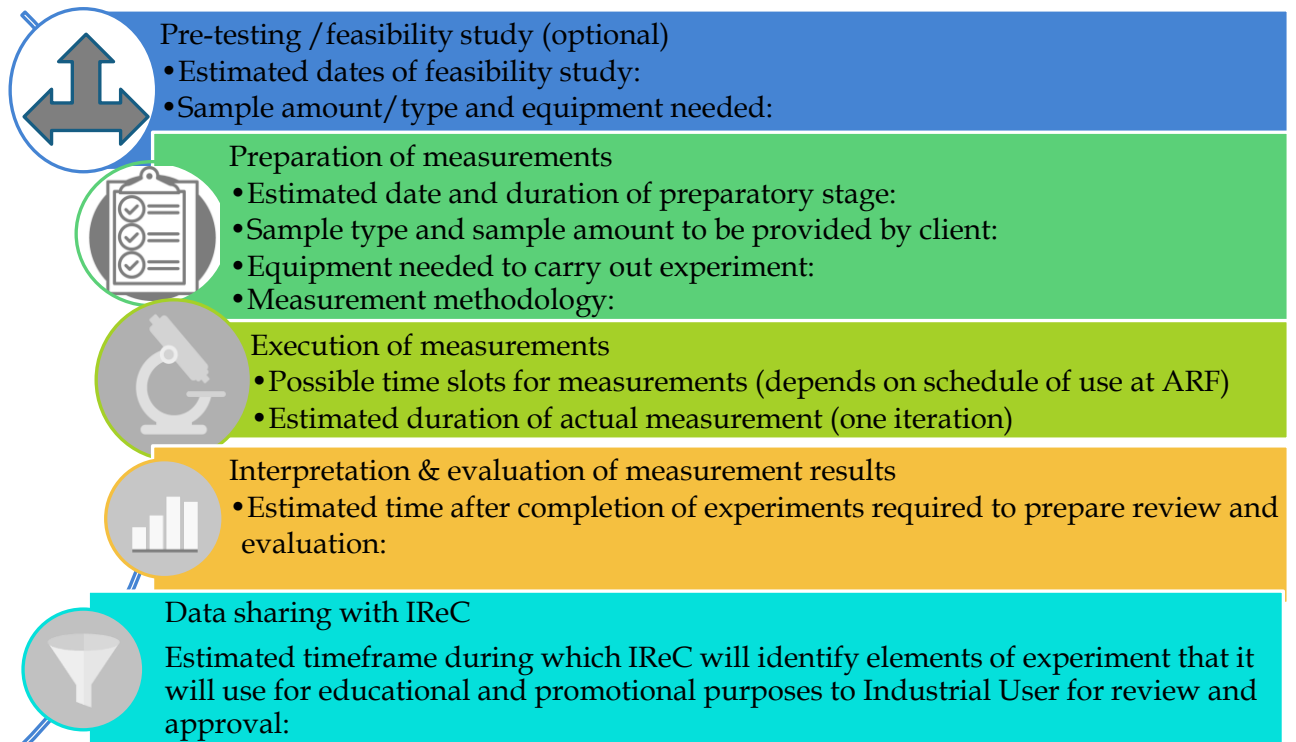 Pre-testing /feasibility study (optional)
•Estimated dates of feasibility study:
•Sample amount/type and equipment needed:
Preparation of measurements
•Estimated date and duration of preparatory stage:
•Sample type and sample amount to be provided by client:
•Equipment needed to carry out experiment:
•Measurement methodology:
Execution of measurements
•Possible time slots for measurements (depends on schedule of use at ARF)
•Estimated duration of actual measurement (one iteration)
Interpretation & evaluation of measurement results
•Estimated time after completion of experiments required to prepare review and
evaluation:
Data sharing with IReC
Estimated timeframe during which IReC will identify elements of experiment that it
will use for educational and promotional purposes to Industrial User for review and
approval: